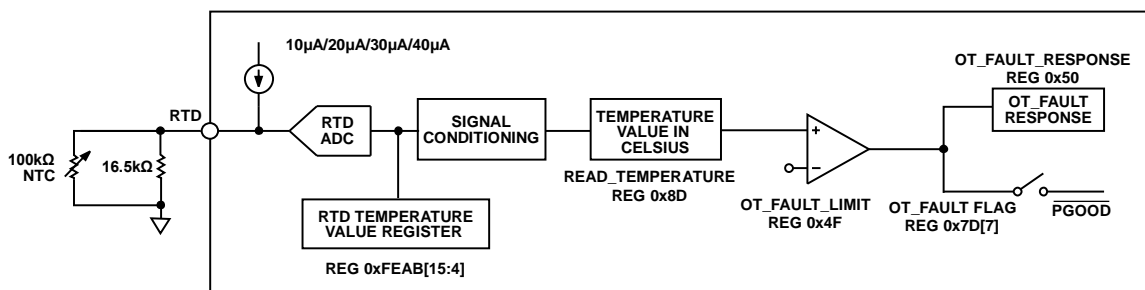 10µA/20µA/30µA/40µA
OT_FAULT_RESPONSE
REG 0x50
RTD
RTD
ADC
SIGNAL
CONDITIONING
TEMPERATURE
VALUE IN
CELSIUS
+
–
OT_FAULT
RESPONSE
100kΩ
NTC
16.5kΩ
READ_TEMPERATURE
REG 0x8D
RTD TEMPERATURE
VALUE REGISTER
REG 0xFEAB[15:4]
OT_FAULT_LIMIT
REG 0x4F
OT_FAULT FLAG
REG 0x7D[7]
PGOOD